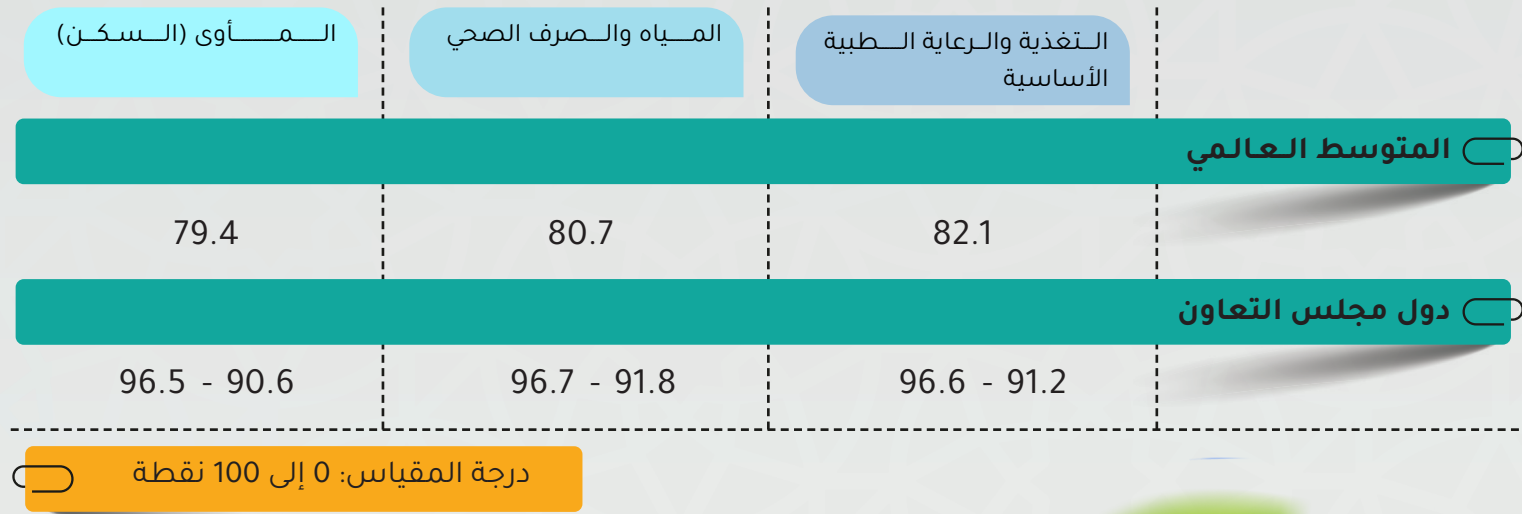 التغذية والرعاية الطبية
الأساسية
المياه والصرف الصحي
المأوى (السكن)
المتوسط العالمي
82.1
80.7
79.4
دول مجلس التعاون
96.6 - 91.2
96.7 - 91.8
96.5 - 90.6
درجة المقياس: 0 إلى 100 نقطة